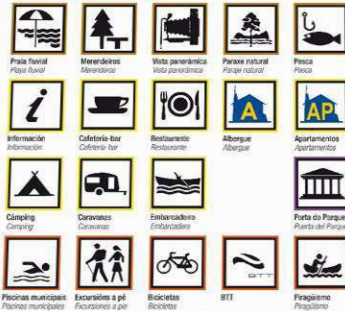 Praia fluvial
Playa fluvial
Merendeiros
Merenderos
Vista panorámica
Vista panorámica
Paraxe natural
Paraje natural
Pesca
Pesca
i
A
AP
Información
Información
Cafetería-bar
Cafetería-bar
Restaurante
Restaurante
Albergue
Albergue
Apartamentos
Apartamentos
Cámping
Camping
Caravanas
Caravanas
Embarcadoiro
Embarcadero
Porta do Parque
Puerta del Parque
BTT
Piscinas municipais
Piscinas municipales
Excursións a pé
Excursiones a pie
Bicicletas
Bicicletas
BTT
Piragüismo
Piragüismo